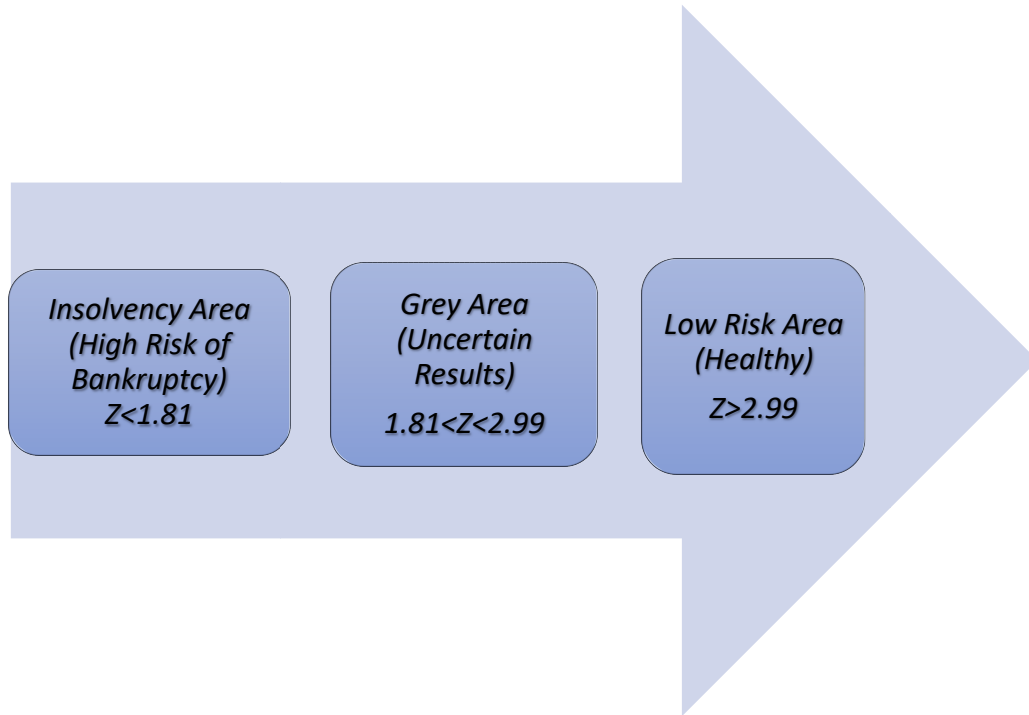 Insolvency Area
(High Risk of
Bankruptcy)
Z<1.81
Grey Area
(Uncertain
Results)
1.81<Z<2.99
Low Risk Area
(Healthy)
Z>2.99